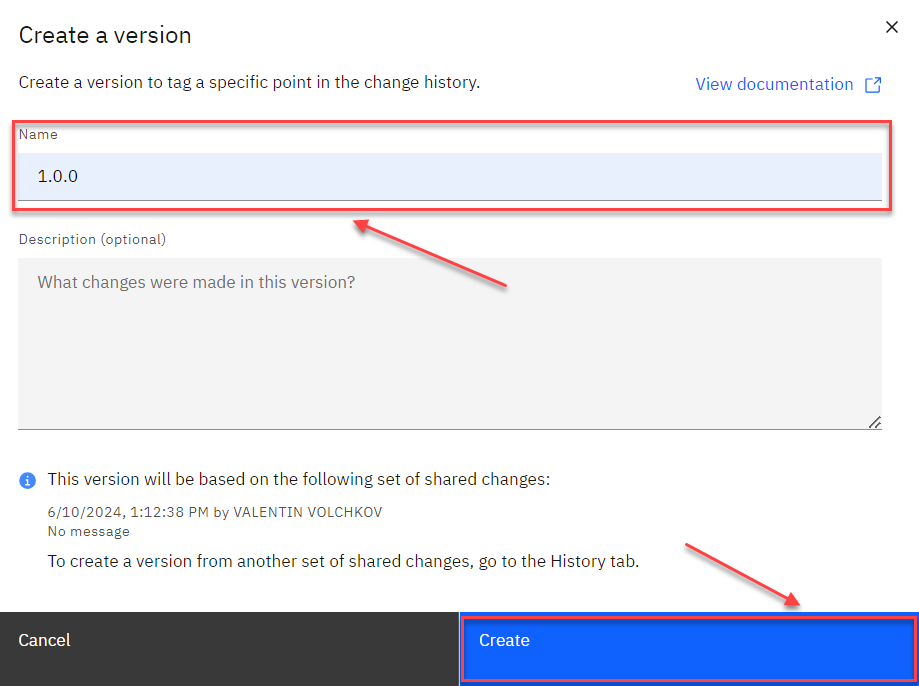 Create a version
Create a version to tag a specific point in the change history.
View documentation
Name
1.0.0
Description (optional)
What changes were made in this version?
This version will be based on the following set of shared changes:
6/10/2024, 1:12:38 PM by VALENTIN VOLCHKOV
No message
To create a version from another set of shared changes, go to the History tab.
Cancel
Create